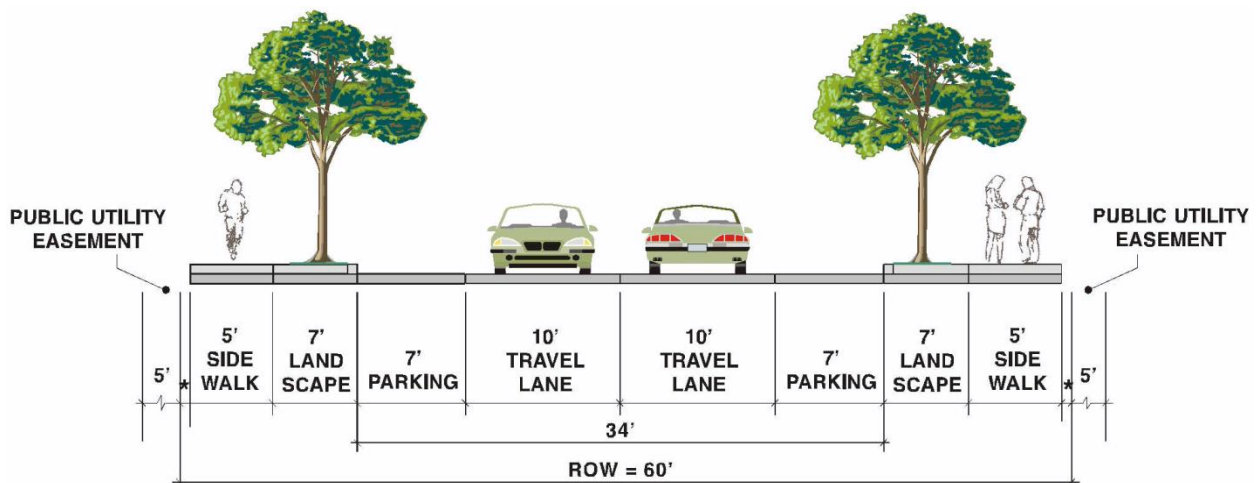 PUBLIC UTILITY
EASEMENT
PUBLIC UTILITY
EASEMENT
5'
*
5'
SIDE
WALK
7'
LAND
SCAPE
7'
PARKING
10'
TRAVEL
LANE
10'
TRAVEL
LANE
7'
PARKING
7'
LAND
SCAPE
5'
SIDE
WALK
*
5'
34'
ROW = 60'